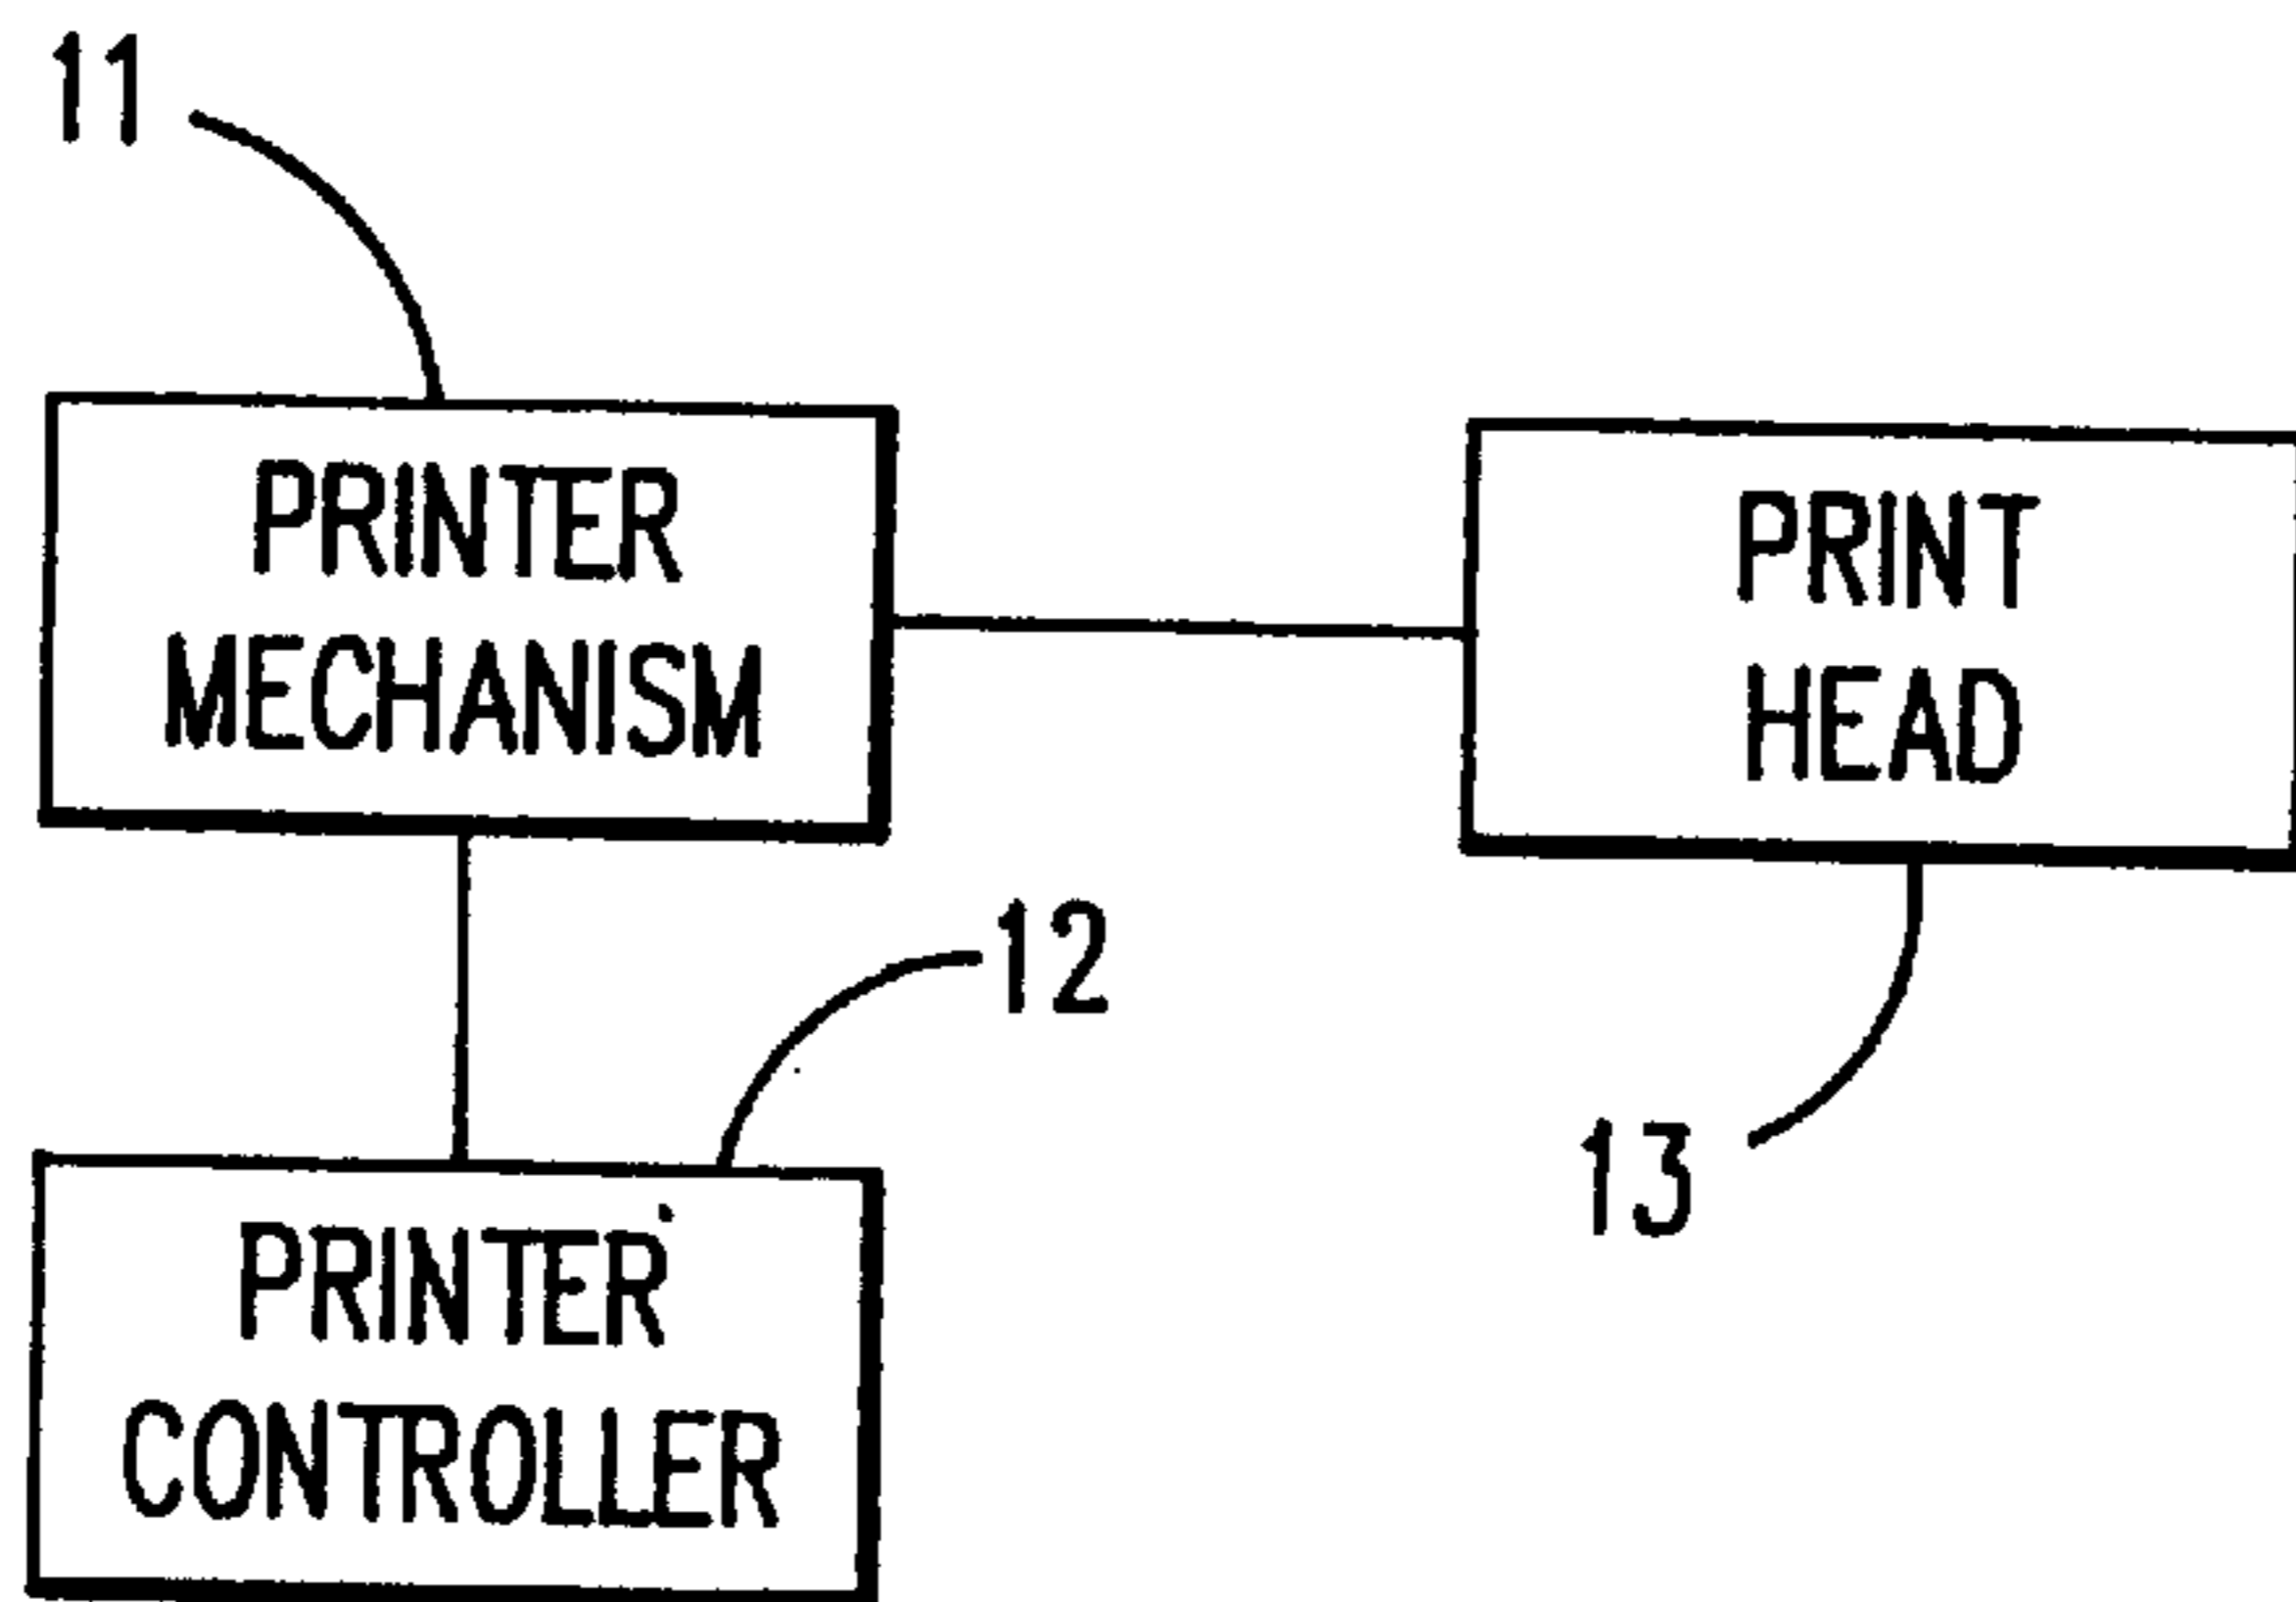 11
PRINTER
MECHANISM
PRINT
HEAD
12
13
PRINTER
CONTROLLER